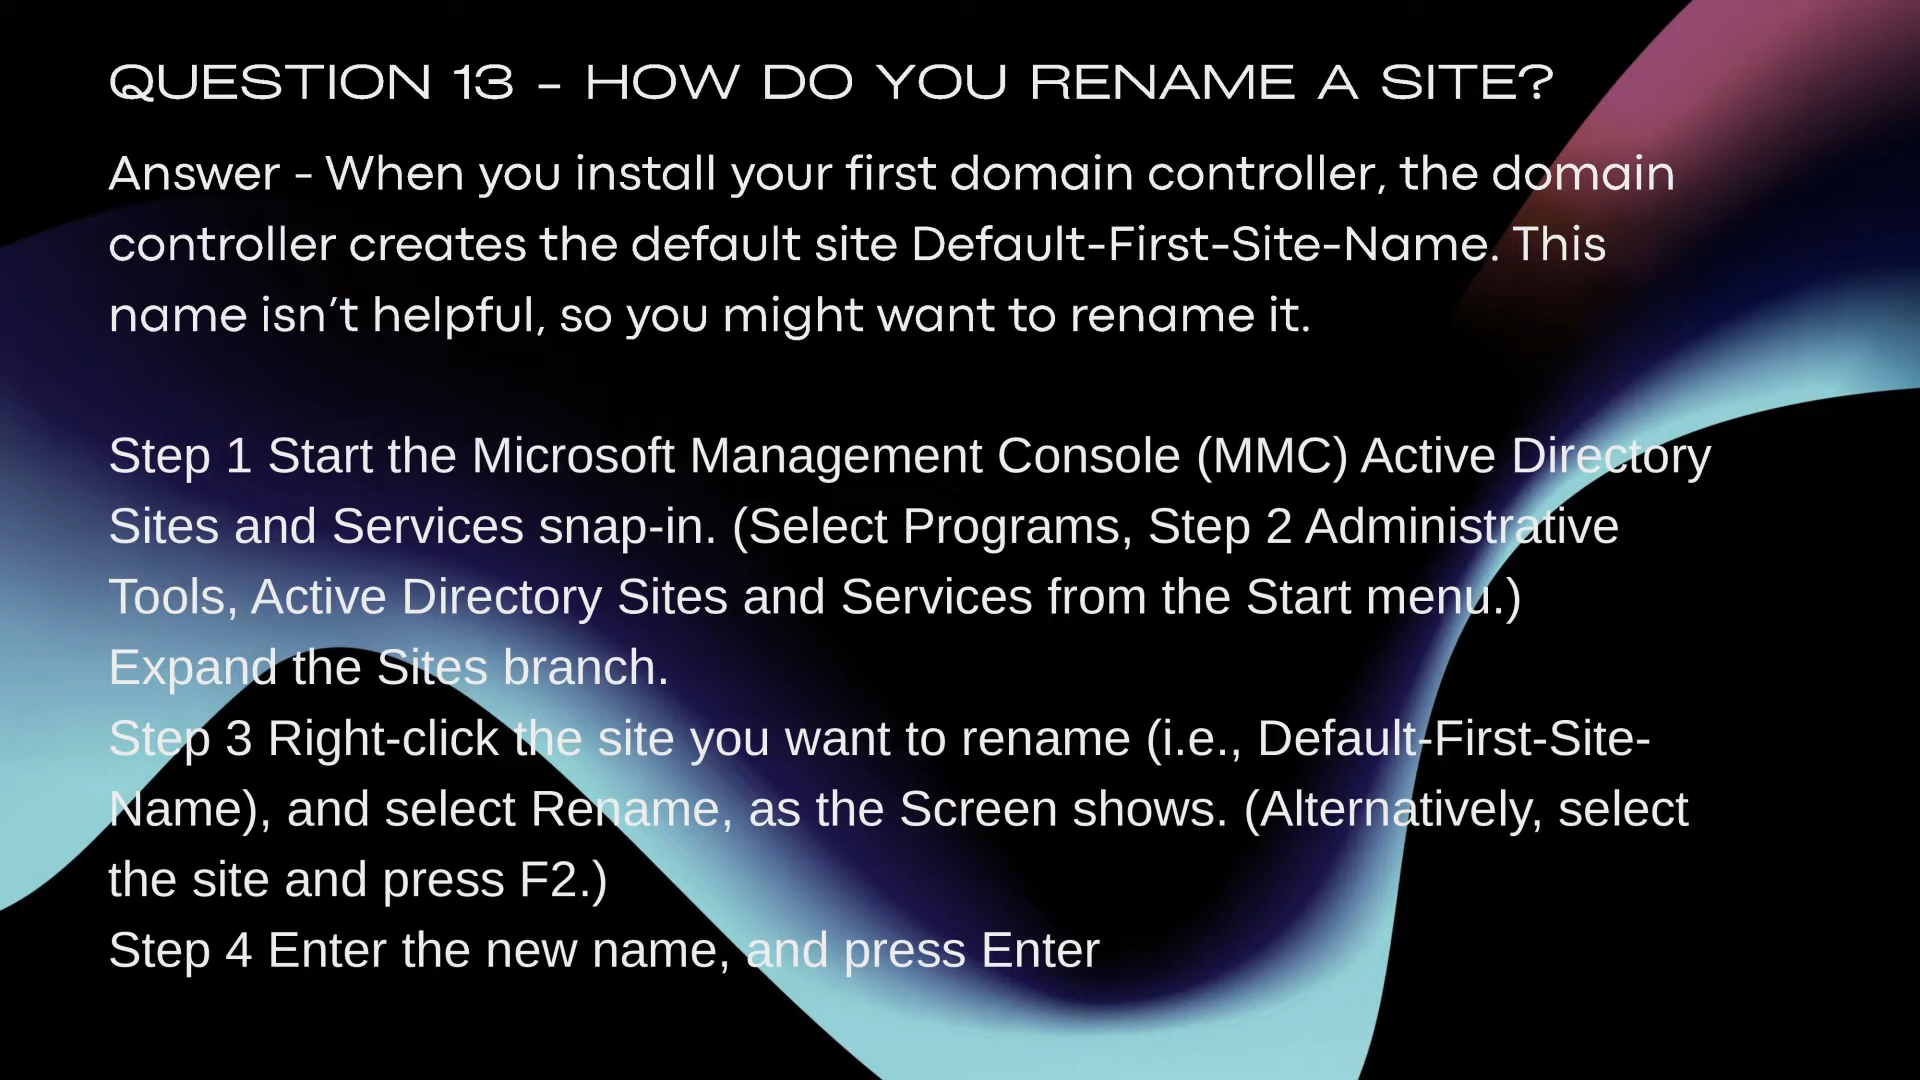 QUESTION 13 - HOW DO YOU RENAME A SITE?
Answer - When you install your first domain controller, the domain
controller creates the default site Default-First-Site-Name. This
name isn’t helpful, so you might want to rename it.
Step 1 Start the Microsoft Management Console (MMC) Active Directory
Sites and Services snap-in. (Select Programs, Step 2 Administrative
Tools, Active Directory Sites and Services from the Start menu.)
Expand the Sites branch.
Step 3 Right-click the site you want to rename (i.e., Default-First-Site-
Name), and select Rename, as the Screen shows. (Alternatively, select
the site and press F2.)
Step 4 Enter the new name, and press Enter